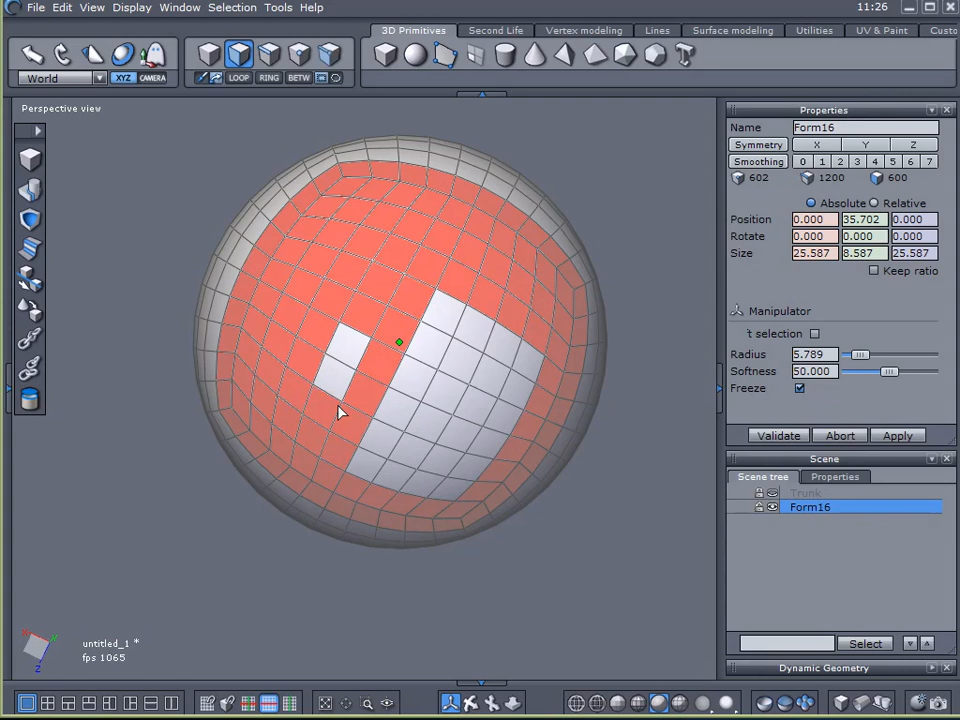 File Edit View Display Window Selection Tools Help 11:26
3D Primitives Second Life Vertex modeling Lines Surface modeling Utilities UV & Paint Custo
World XYZ CAMERA LOOP RING BETW
Perspective view
Properties
Name Form16
Symmetry X Y Z
Smoothing 0 1 2 3 4 5 6 7
602 1200 600
Absolute Relative
Position 0.000 35.702 0.000
Rotate 0.000 0.000 0.000
Size 25.587 8.587 25.587
Keep ratio
Manipulator
't selection
Radius 5.789
Softness 50.000
Freeze
Validate Abort Apply
Scene
Scene tree Properties
Trunk
Form16
Select
Dynamic Geometry
X Y
Z
untitled_1 *
fps 1065